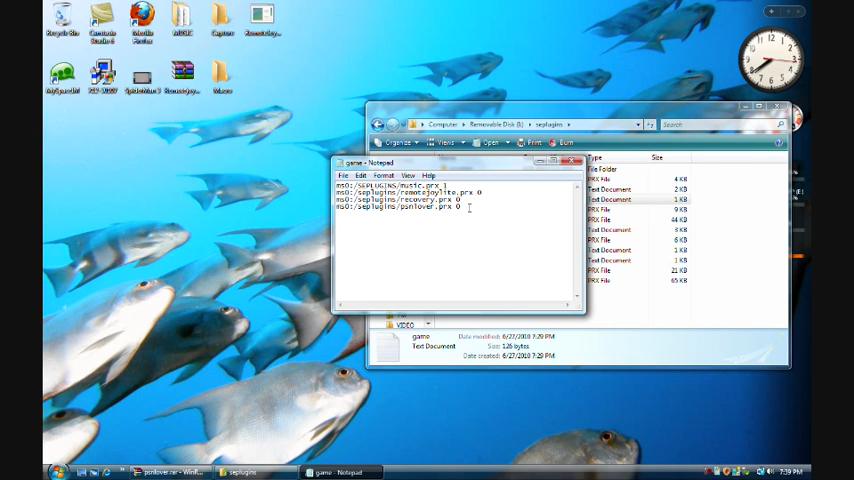 Recycle Bin
Camtasia Studio 6
Mozilla Firefox
MUSIC
Capture
MySpaceIM
SpiderMan 3
Macro
Computer
Removable Disk (I:)
seplugins
Search
Organize
Views
Open
Print
Burn
Type
Size
File Folder
game - Notepad
File Edit Format View Help
ms0:/SEPLUGINS/music.prx 1
ms0:/seplugins/remotejoylite.prx 0
ms0:/seplugins/recovery.prx 0
ms0:/seplugins/psnlover.prx 0
PRX File 4 KB
Text Document 2 KB
Text Document 1 KB
PRX File 9 KB
PRX File 44 KB
Text Document 3 KB
PRX File 6 KB
Text Document 1 KB
Text Document 1 KB
PRX File 21 KB
PRX File 65 KB
VIDEO
game Date modified: 6/27/2010 7:29 PM
Text Document Size: 126 bytes
Date created: 6/27/2010 7:29 PM
psnlover.rar - WinR...
seplugins
game - Notepad
7:39 PM